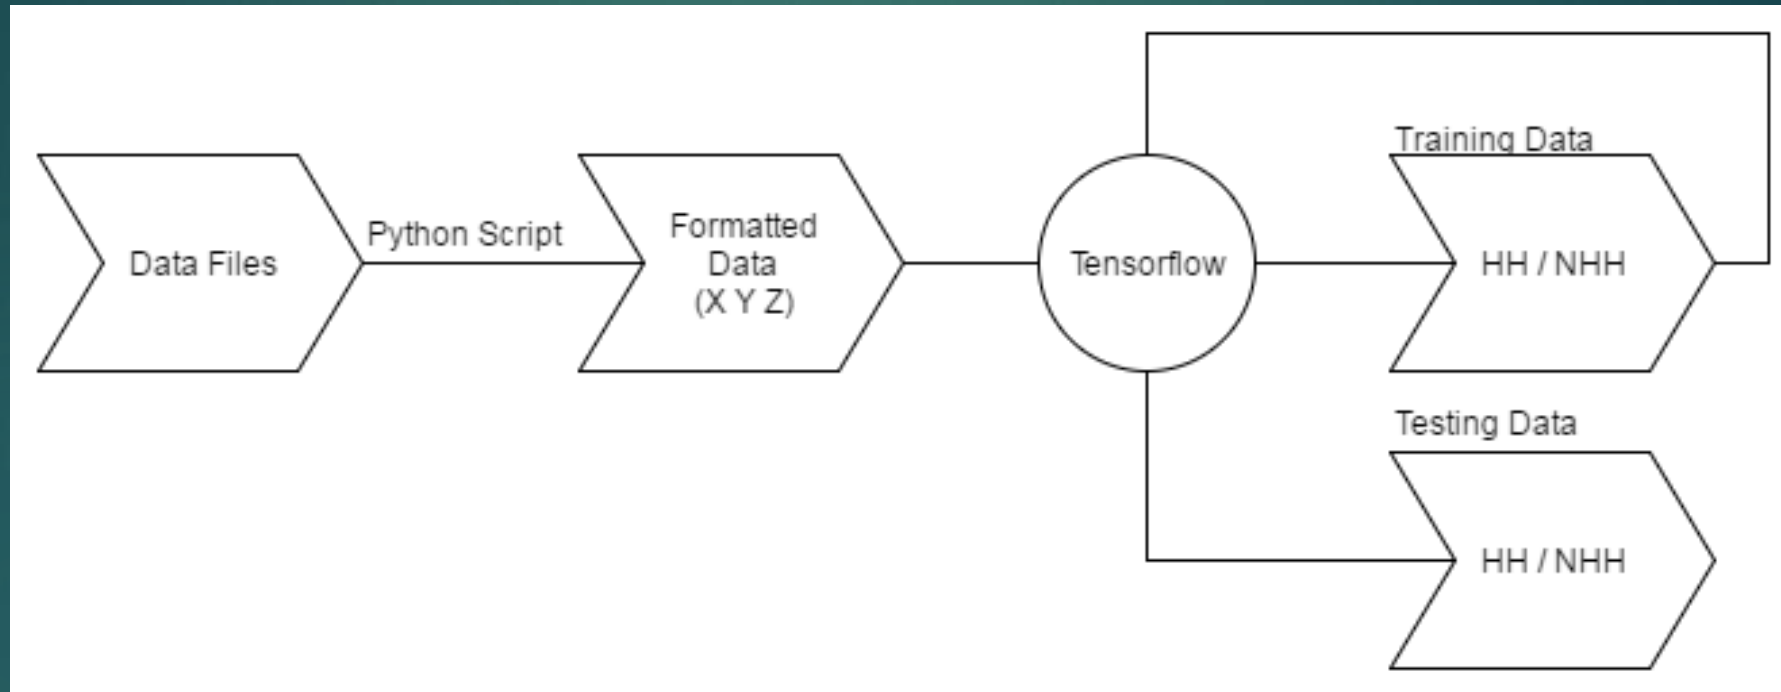 Data Files
Python Script
Formatted
Data
(X Y Z)
Tensorflow
Training Data
HH / NHH
Testing Data
HH / NHH